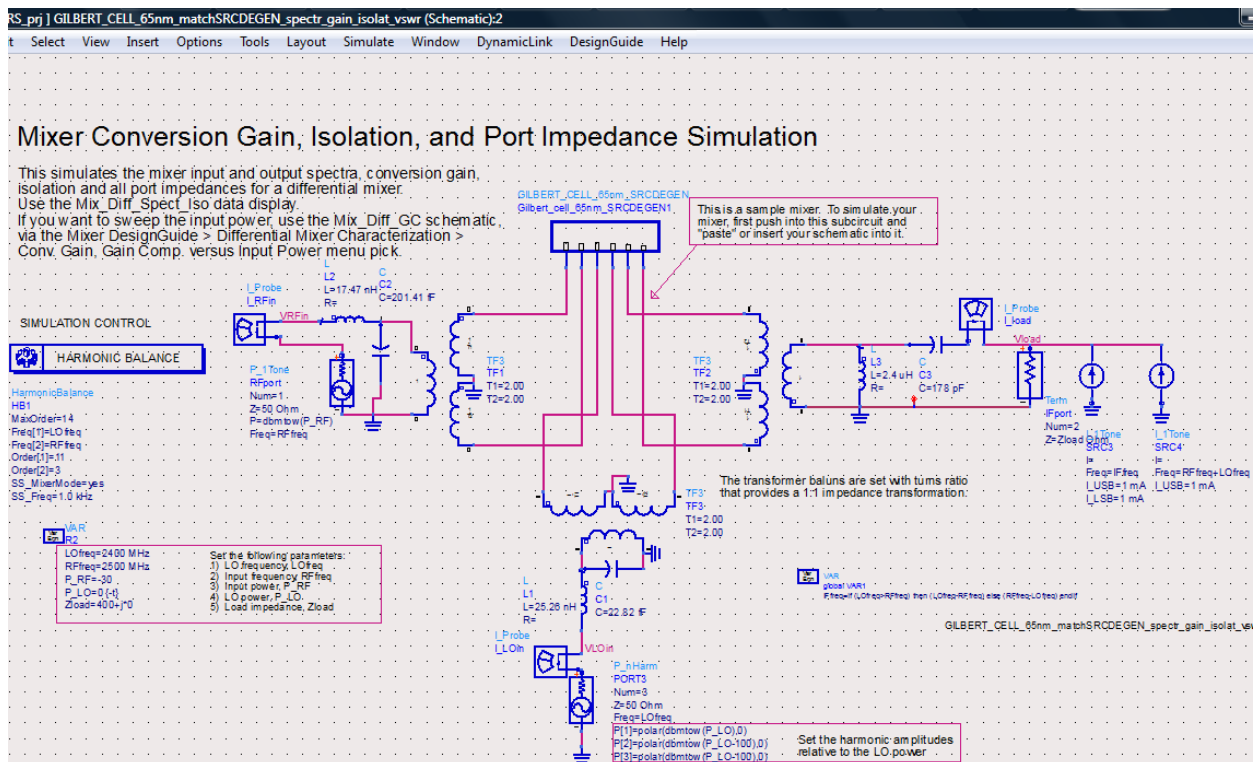 RS_prj ] GILBERT_CELL_65nm_matchSRCDEGEN_spectr_gain_isolat_vswr (Schematic):2
t Select View Insert Options Tools Layout Simulate Window DynamicLink DesignGuide Help
Mixer Conversion Gain, Isolation, and Port Impedance Simulation
This simulates the mixer input and output spectra, conversion gain,
isolation and all port impedances for a differential mixer.
Use the Mix_Diff_Spect_Iso data display.
If you want to sweep the input power, use the Mix_Diff_GC schematic,
via the Mixer DesignGuide > Differential Mixer Characterization >
Conv. Gain, Gain Comp. versus Input Power menu pick.
GILBERT_CELL_65nm_SRCDEGEN
Gilbert_cell_65nm_SRCDEGEN1
This is a sample mixer. To simulate your
mixer, first push into this subcircuit and
"paste" or insert your schematic into it.
SIMULATION CONTROL
HARMONIC BALANCE
HarmonicBalance
HB1
MaxOrder=14
Freq[1]=LOfreq
Freq[2]=RFfreq
Order[1]=11
Order[2]=3
SS_MixerMode=yes
SS_Freq=1.0 kHz
I_Probe
I_RFin
VRFin
L
L2
L=17.47 nH
R=
C
C2
C=201.41 fF
P_1Tone
RFport
Num=1
Z=50 Ohm
P=dbmtow(P_RF)
Freq=RFfreq
TF3
TF1
T1=2.00
T2=2.00
TF3
TF2
T1=2.00
T2=2.00
L
L3
L=2.4 uH
R=
C
C3
C=178 pF
I_Probe
I_load
Vload
Term
IFport
Num=2
Z=Zload Ohm
I_1Tone
SRC3
I=
Freq=IFfreq
I_USB=1 mA
I_LSB=1 mA
I_1Tone
SRC4
I=
Freq=RFfreq+LOfreq
I_USB=1 mA
The transformer baluns are set with turns ratio
that provides a 1:1 impedance transformation.
TF3
TF3
T1=2.00
T2=2.00
VAR
R2
LOfreq=2400 MHz
RFfreq=2500 MHz
P_RF=-30
P_LO=0 {-t}
Zload=400+j*0
Set the following parameters:
1) LO frequency, LOfreq
2) Input frequency, RFfreq
3) Input power, P_RF
4) LO power, P_LO
5) Load impedance, Zload
VAR
global VAR1
IFfreq=if (LOfreq>RFfreq) then (LOfreq-RFfreq) else (RFfreq-LOfreq) endif
GILBERT_CELL_65nm_matchSRCDEGEN_spectr_gain_isolat_vsw
L
L1
L=25.26 nH
R=
C
C1
C=22.82 fF
I_Probe
I_LOin
VLOin
P_nHarm
PORT3
Num=3
Z=50 Ohm
Freq=LOfreq
P[1]=polar(dbmtow(P_LO),0)
P[2]=polar(dbmtow(P_LO-100),0)
P[3]=polar(dbmtow(P_LO-100),0)
Set the harmonic amplitudes
relative to the LO power